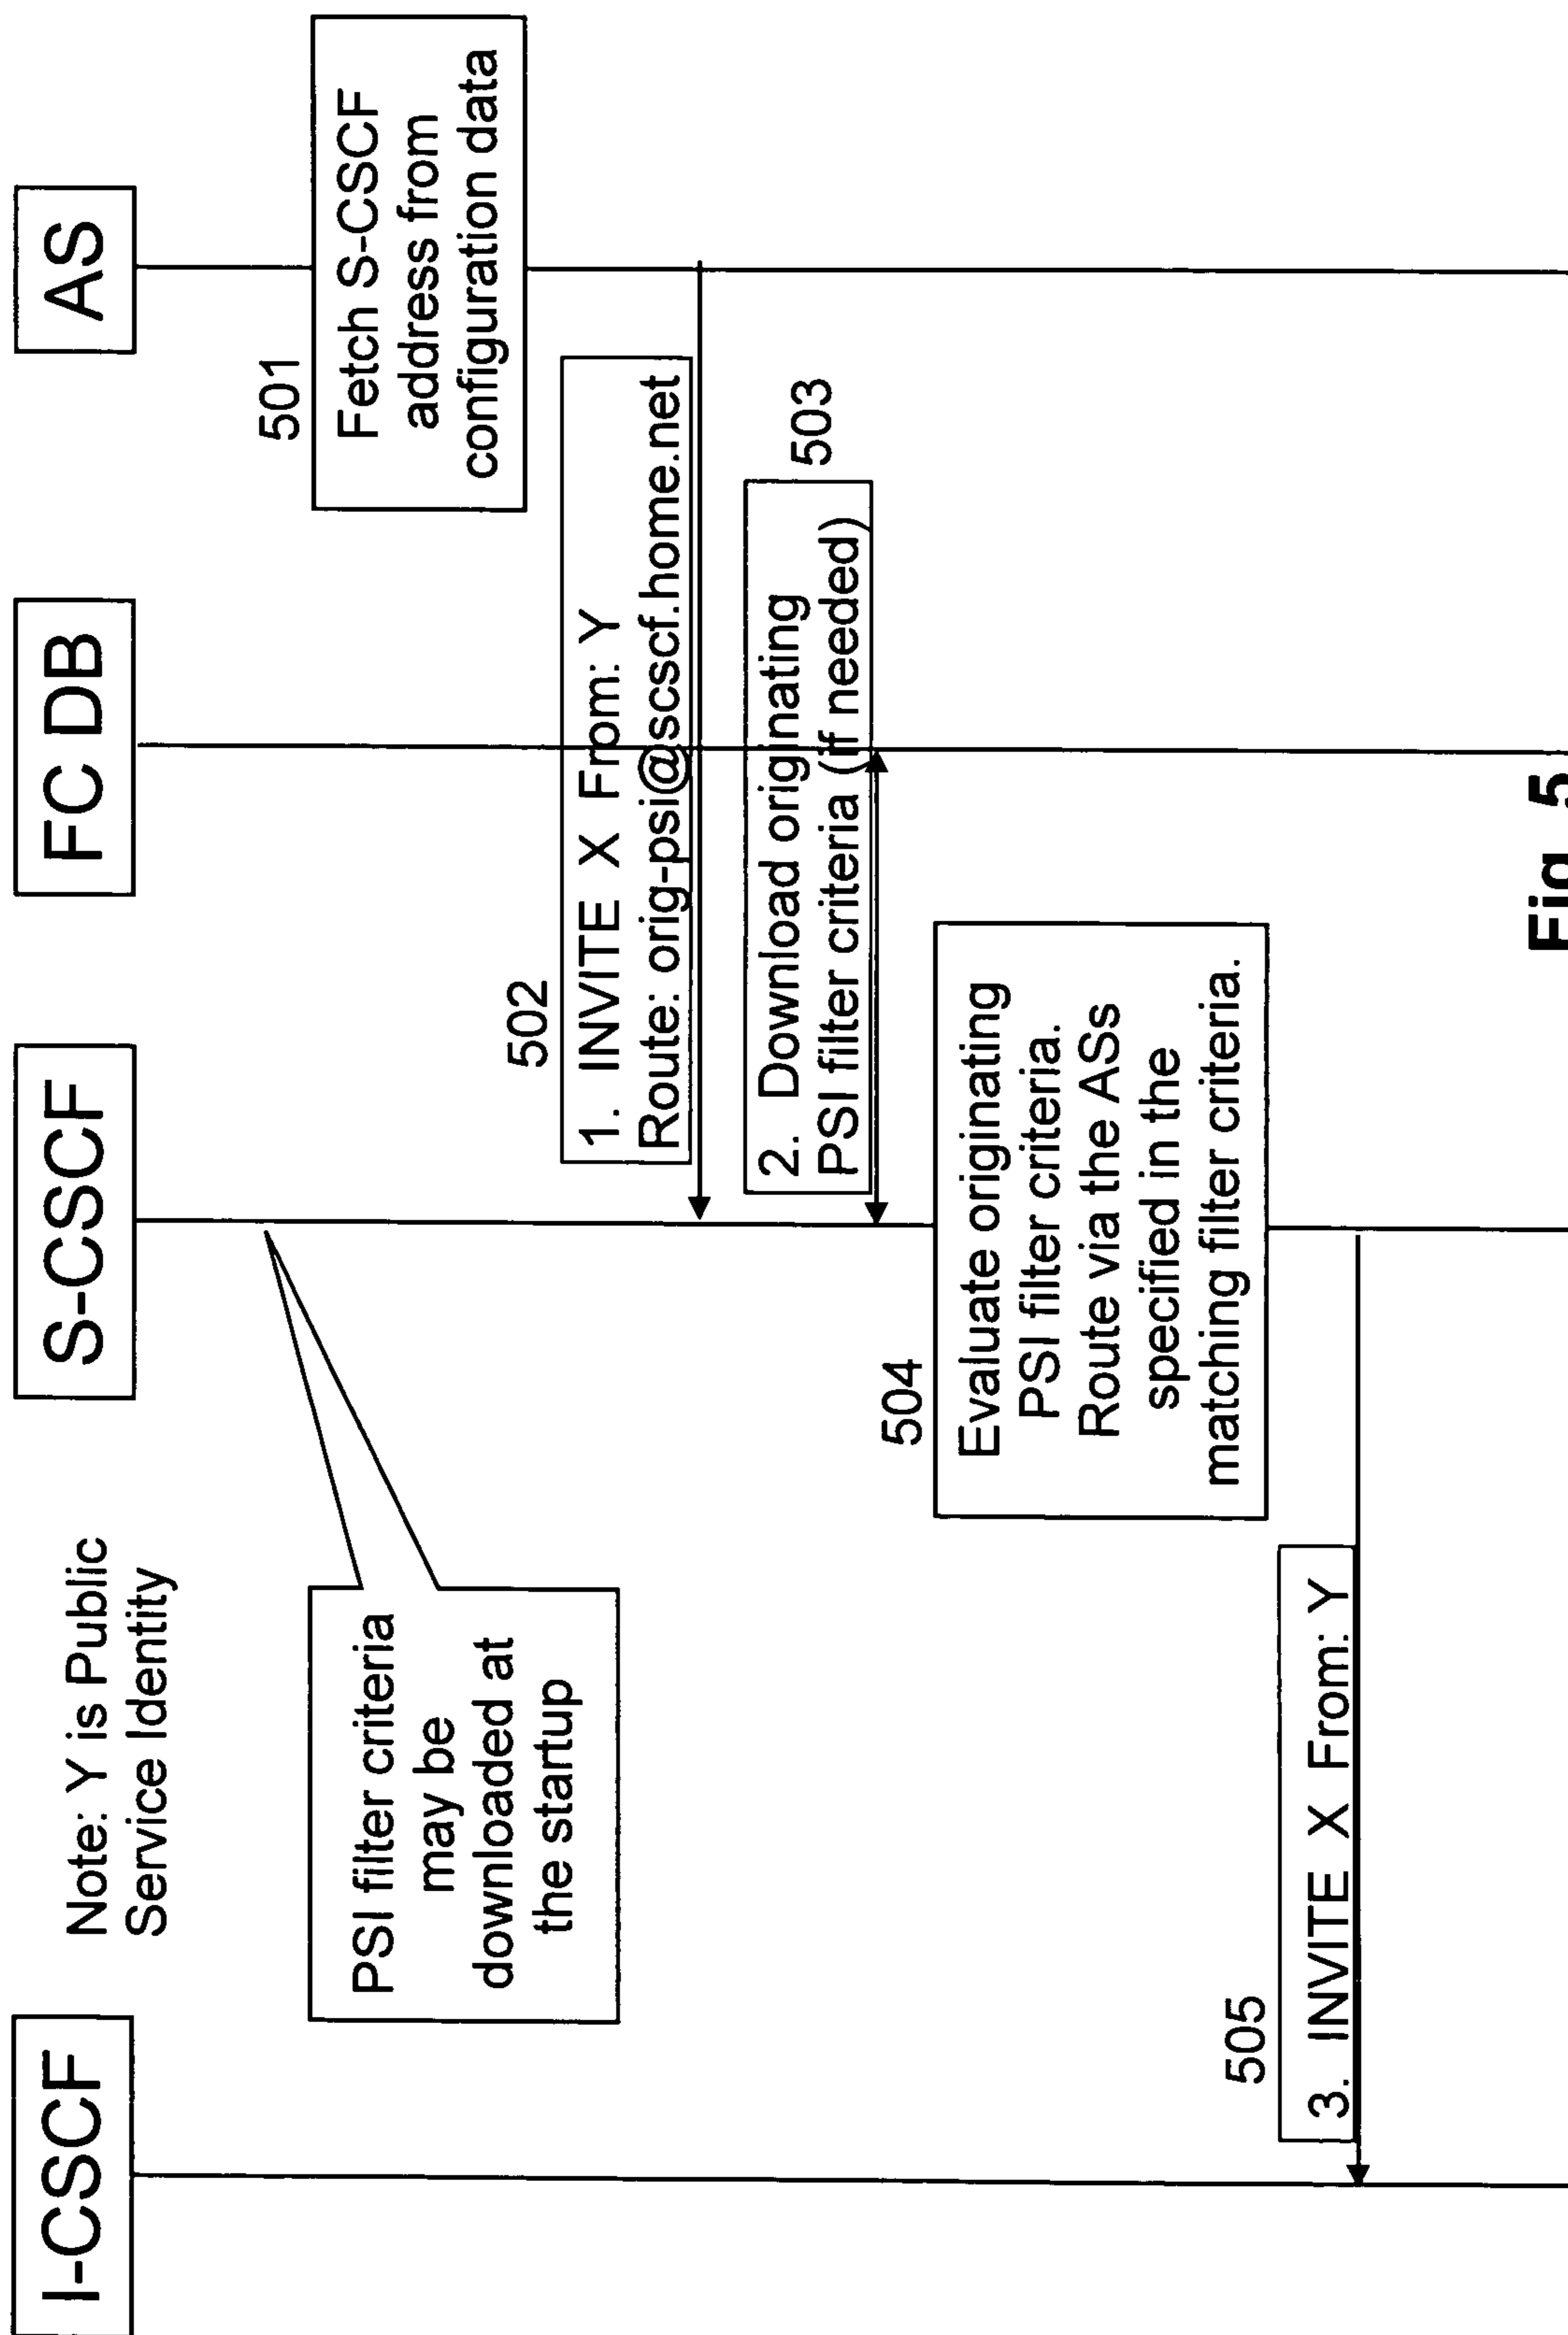 I-CSCF
S-CSCF
FC DB
AS
Note: Y is Public
Service Identity
PSI filter criteria
may be
downloaded at
the startup
501
Fetch S-CSCF
address from
configuration data
502
1. INVITE X From: Y
Route: orig-psi@scscf.home.net
503
2. Download originating
PSI filter criteria (if needed)
504
Evaluate originating
PSI filter criteria.
Route via the ASs
specified in the
matching filter criteria.
505
3. INVITE X From: Y
Fig. 5